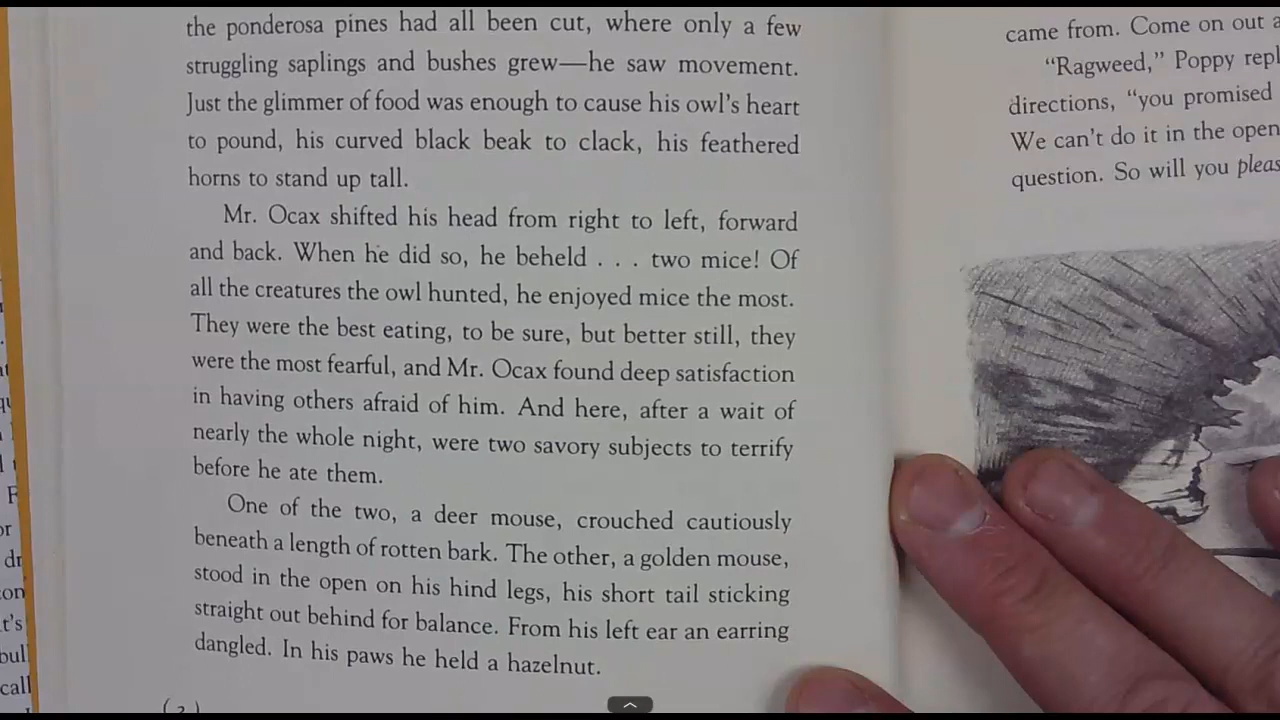 the ponderosa pines had all been cut, where only a few
struggling saplings and bushes grew—he saw movement.
Just the glimmer of food was enough to cause his owl's heart
to pound, his curved black beak to clack, his feathered
horns to stand up tall.
Mr. Ocax shifted his head from right to left, forward
and back. When he did so, he beheld . . . two mice! Of
all the creatures the owl hunted, he enjoyed mice the most.
They were the best eating, to be sure, but better still, they
were the most fearful, and Mr. Ocax found deep satisfaction
in having others afraid of him. And here, after a wait of
nearly the whole night, were two savory subjects to terrify
before he ate them.
One of the two, a deer mouse, crouched cautiously
beneath a length of rotten bark. The other, a golden mouse,
stood in the open on his hind legs, his short tail sticking
straight out behind for balance. From his left ear an earring
dangled. In his paws he held a hazelnut.
came from. Come on out
"Ragweed," Poppy
directions, "you promised
We can't do it in the open
question. So will you